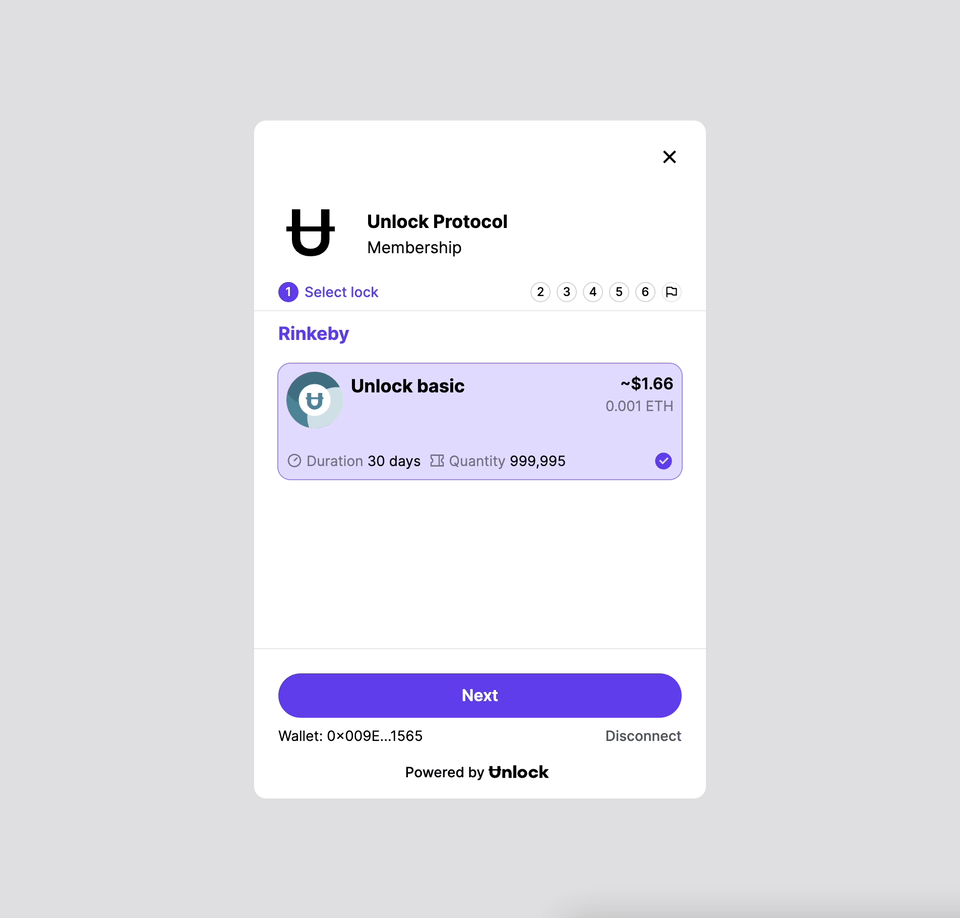 Unlock Protocol
Membership
1 Select lock 2 3 4 5 6
Rinkeby
Unlock basic ~$1.66
0.001 ETH
Duration 30 days Quantity 999,995
Next
Wallet: 0×009E...1565 Disconnect
Powered by Unlock